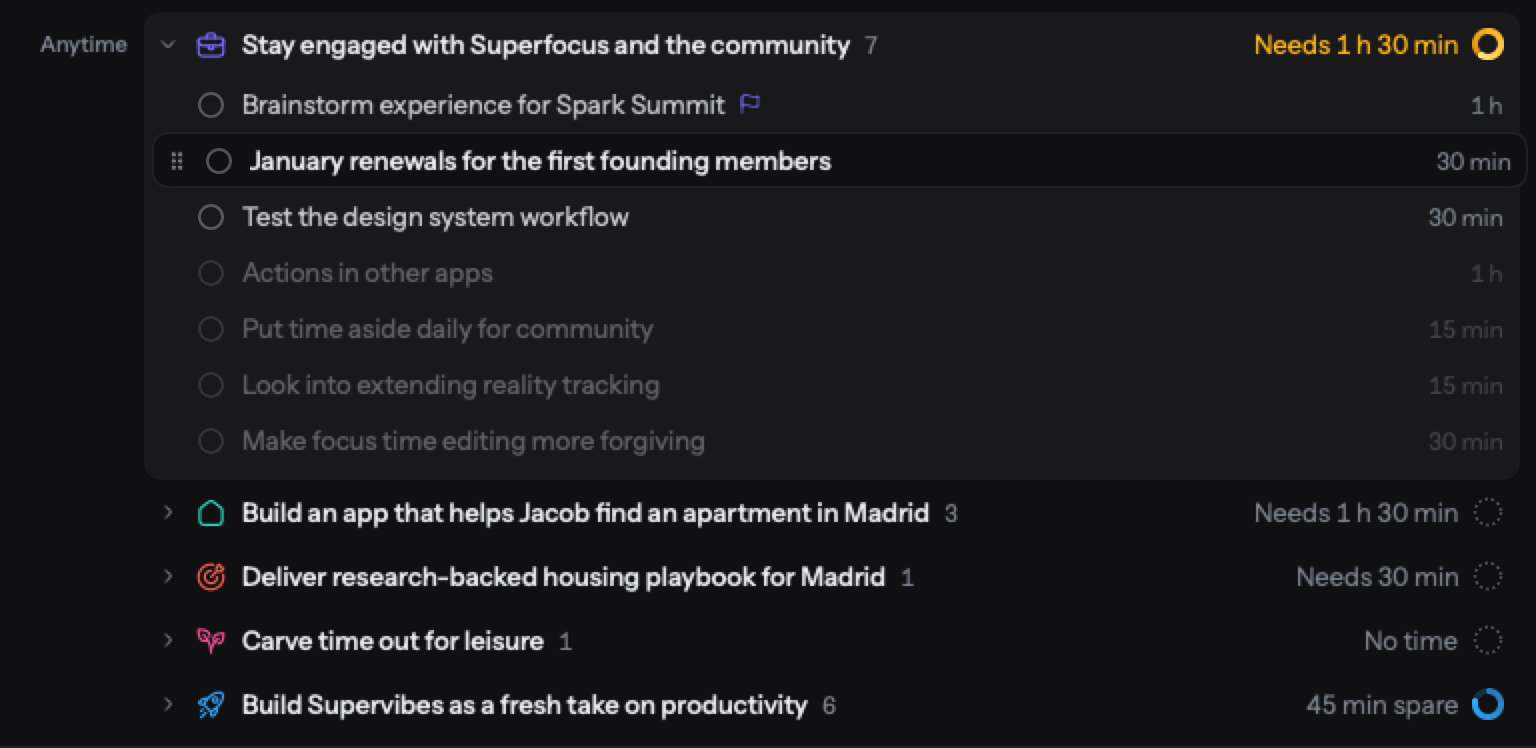 Anytime
Stay engaged with Superfocus and the community 7 Needs 1 h 30 min
Brainstorm experience for Spark Summit 1 h
January renewals for the first founding members 30 min
Test the design system workflow 30 min
Actions in other apps 1 h
Put time aside daily for community 15 min
Look into extending reality tracking 15 min
Make focus time editing more forgiving 30 min
Build an app that helps Jacob find an apartment in Madrid 3 Needs 1 h 30 min
Deliver research-backed housing playbook for Madrid 1 Needs 30 min
Carve time out for leisure 1 No time
Build Supervibes as a fresh take on productivity 6 45 min spare